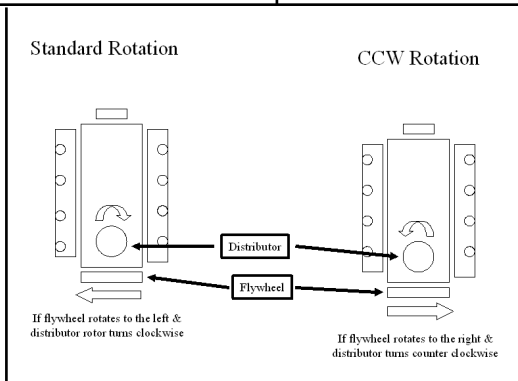 Standard Rotation
CCW Rotation
Distributor
Flywheel
If flywheel rotates to the left &
distributor rotor turns clockwise
If flywheel rotates to the right &
distributor turns counter clockwise